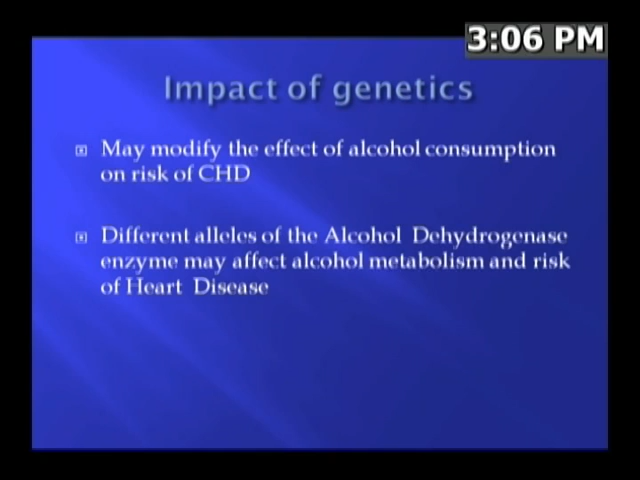 3:06 PM
Impact of genetics
May modify the effect of alcohol consumption
on risk of CHD
Different alleles of the Alcohol Dehydrogenase
enzyme may affect alcohol metabolism and risk
of Heart Disease